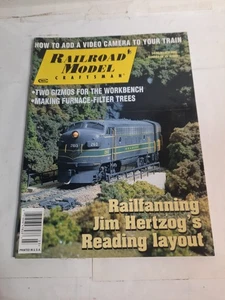 HOW TO ADD A VIDEO CAMERA TO YOUR TRAIN
RAILROAD
MODEL
CRAFTSMAN
•TWO GIZMOS FOR THE WORKBENCH
•MAKING FURNACE-FILTER TREES
Railfanning
Jim Hertzog's
Reading layout